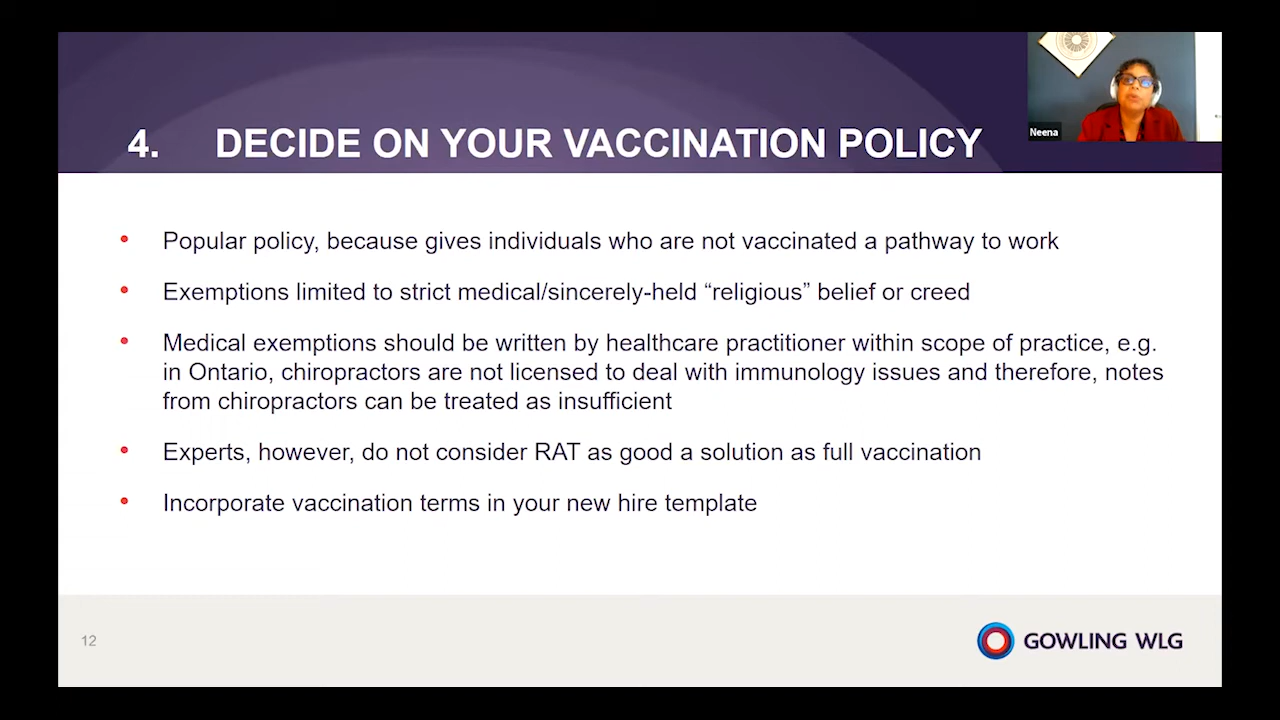 Neena
4. DECIDE ON YOUR VACCINATION POLICY
• Popular policy, because gives individuals who are not vaccinated a pathway to work
• Exemptions limited to strict medical/sincerely-held “religious” belief or creed
• Medical exemptions should be written by healthcare practitioner within scope of practice, e.g.
in Ontario, chiropractors are not licensed to deal with immunology issues and therefore, notes
from chiropractors can be treated as insufficient
• Experts, however, do not consider RAT as good a solution as full vaccination
• Incorporate vaccination terms in your new hire template
12
GOWLING WLG